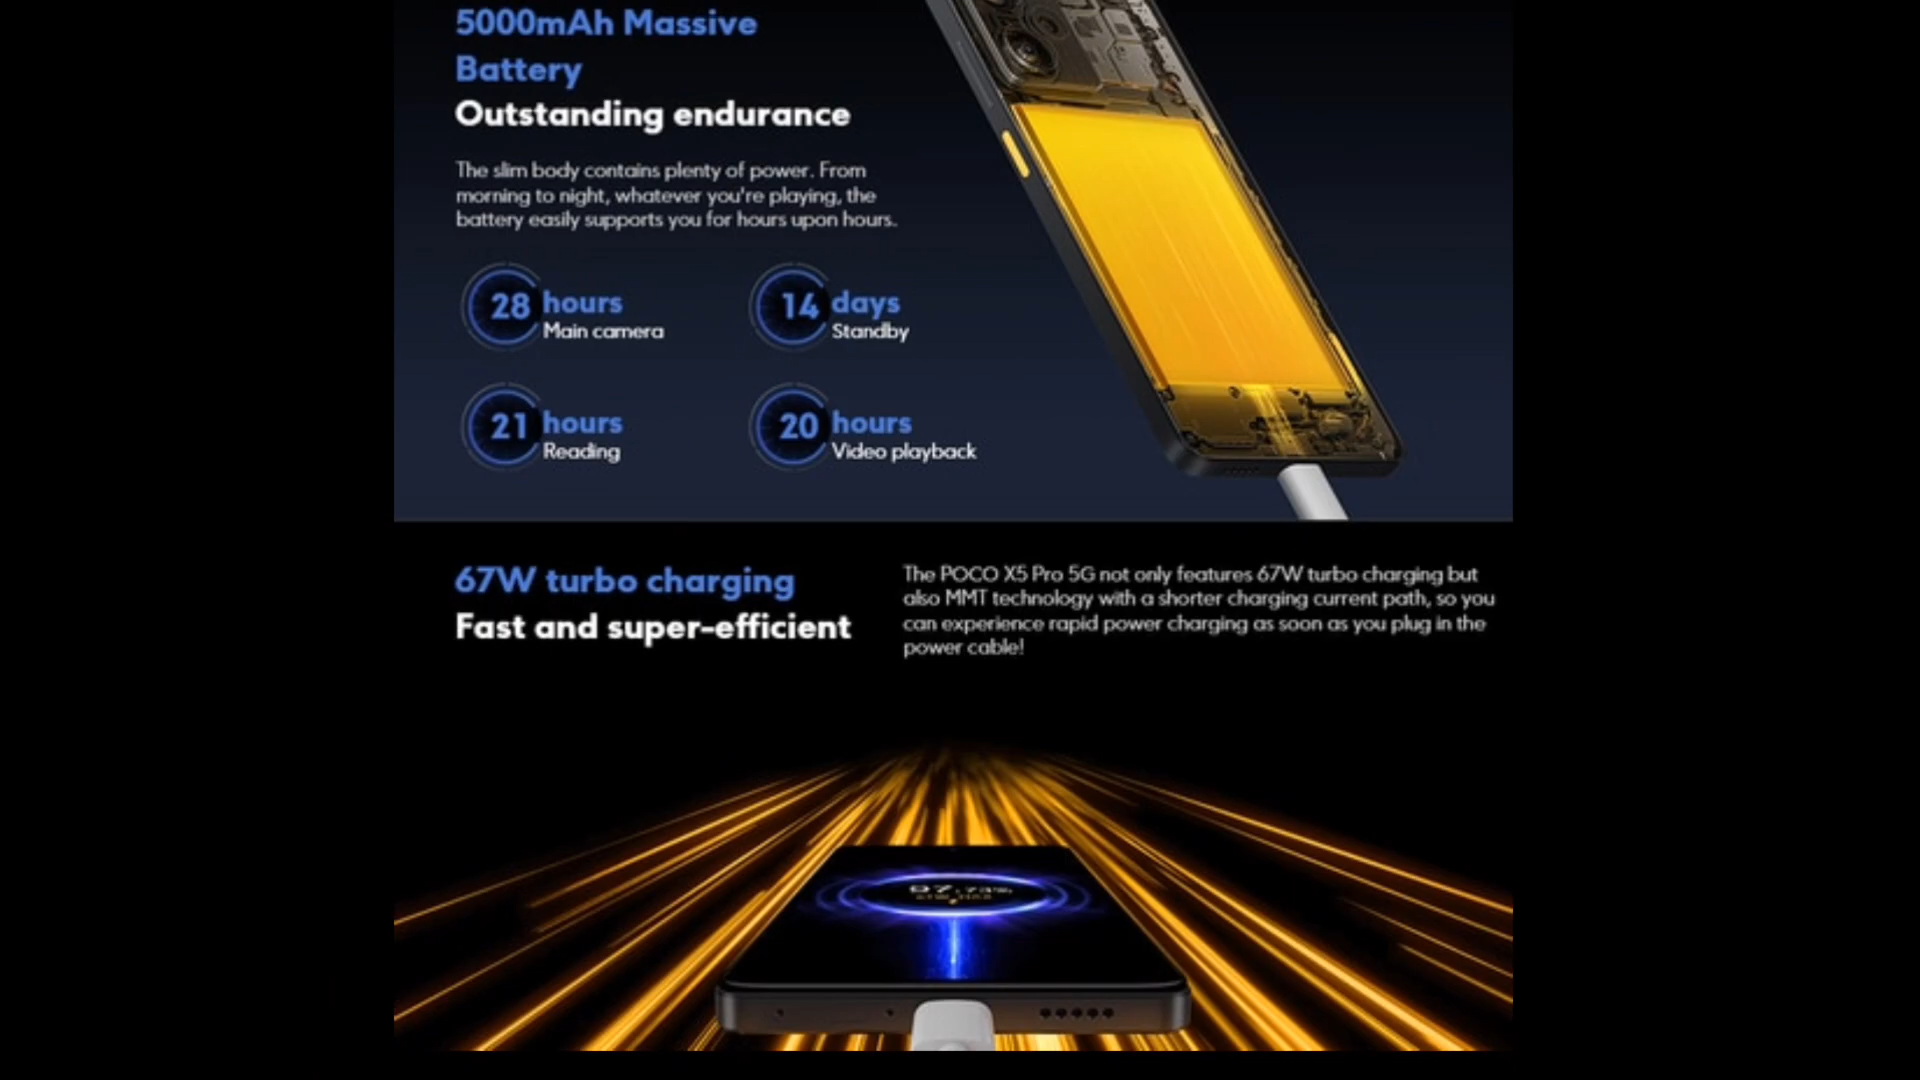 5000mAh Massive
Battery
Outstanding endurance
The slim body contains plenty of power. From
morning to night, whatever you're playing, the
battery easily supports you for hours upon hours.
28 hours
Main camera
14 days
Standby
21 hours
Reading
20 hours
Video playback
67W turbo charging
Fast and super-efficient
The POCO X5 Pro 5G not only features 67W turbo charging but
also MMT technology with a shorter charging current path, so you
can experience rapid power charging as soon as you plug in the
power cable!